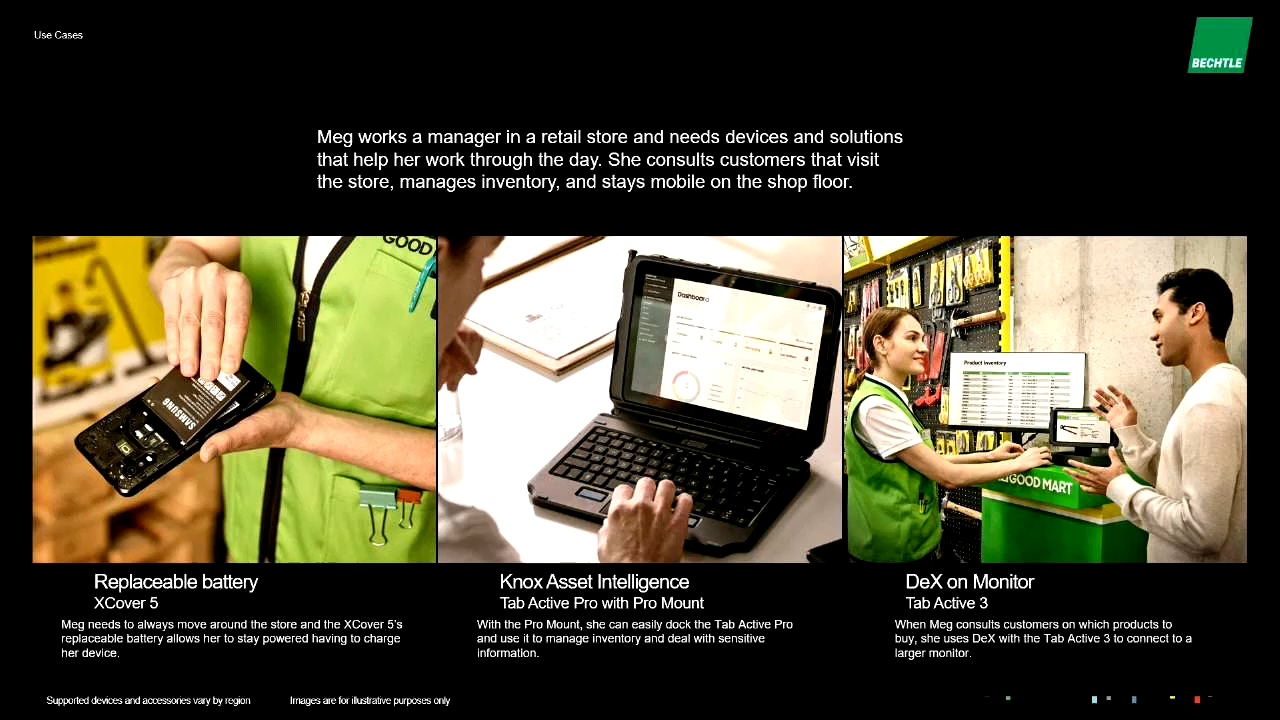 Use Cases
BECHTLE
Meg works a manager in a retail store and needs devices and solutions
that help her work through the day. She consults customers that visit
the store, manages inventory, and stays mobile on the shop floor.
GOOD
SAMSUNG
Dashboard
Product Inventory
GOOD MART
Replaceable battery
XCover 5
Meg needs to always move around the store and the XCover 5's
replaceable battery allows her to stay powered having to charge
her device.
Knox Asset Intelligence
Tab Active Pro with Pro Mount
With the Pro Mount, she can easily dock the Tab Active Pro
and use it to manage inventory and deal with sensitive
information.
DeX on Monitor
Tab Active 3
When Meg consults customers on which products to
buy, she uses DeX with the Tab Active 3 to connect to a
larger monitor.
Supported devices and accessories vary by region
Images are for illustrative purposes only